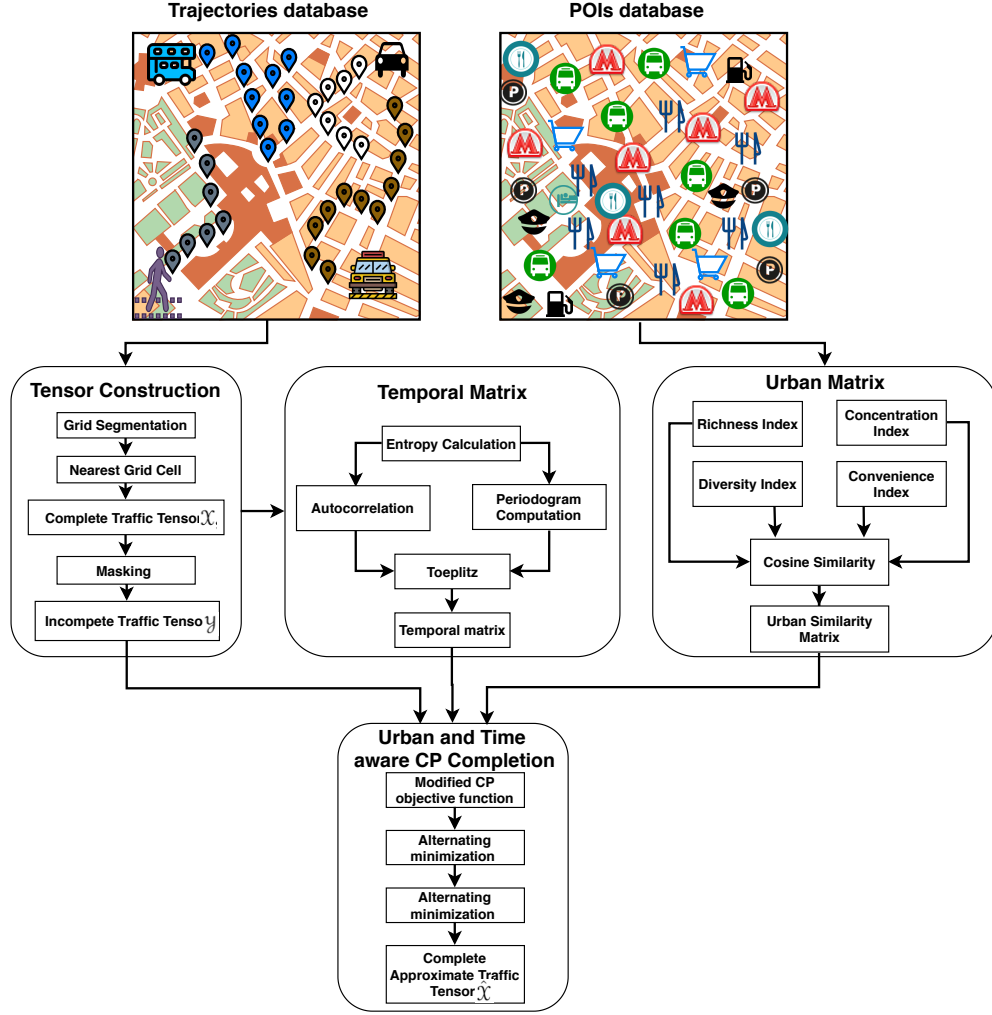 Trajectories database
POIs database
Tensor Construction
Grid Segmentation
Nearest Grid Cell
Complete Traffic Tensor 𝒳
Masking
Incompete Traffic Tenso 𝒴
Temporal Matrix
Entropy Calculation
Autocorrelation
Periodogram
Computation
Toeplitz
Temporal matrix
Urban Matrix
Richness Index
Concentration
Index
Diversity Index
Convenience
Index
Cosine Similarity
Urban Similarity
Matrix
Urban and Time
aware CP Completion
Modified CP
objective function
Alternating
minimization
Alternating
minimization
Complete
Approximate Traffic
Tensor 𝒳̂